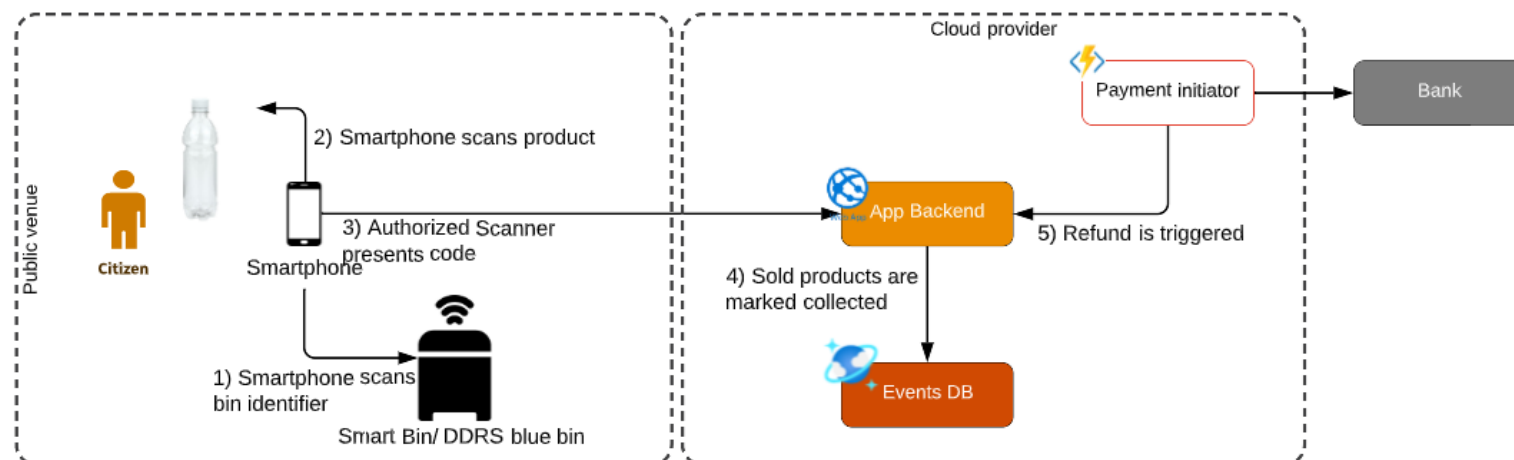 Cloud provider
Payment initiator
Bank
2) Smartphone scans product
Public venue
App Backend
Web App
3) Authorized Scanner
presents code
5) Refund is triggered
Citizen
Smartphone
4) Sold products are
marked collected
1) Smartphone scans
bin identifier
Events DB
Smart Bin/ DDRS blue bin